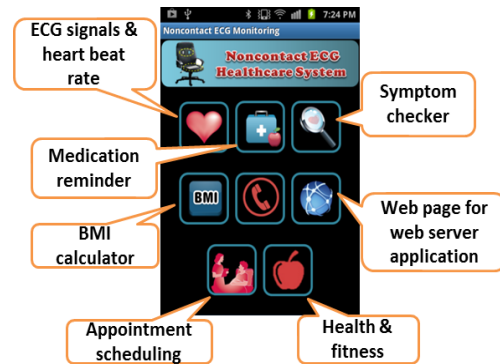 7:24 PM
Noncontact ECG Monitoring
Noncontact ECG
Healthcare System
ECG signals &
heart beat
rate
Symptom
checker
Medication
reminder
BMI
BMI
calculator
Web page for
web server
application
Appointment
scheduling
Health &
fitness